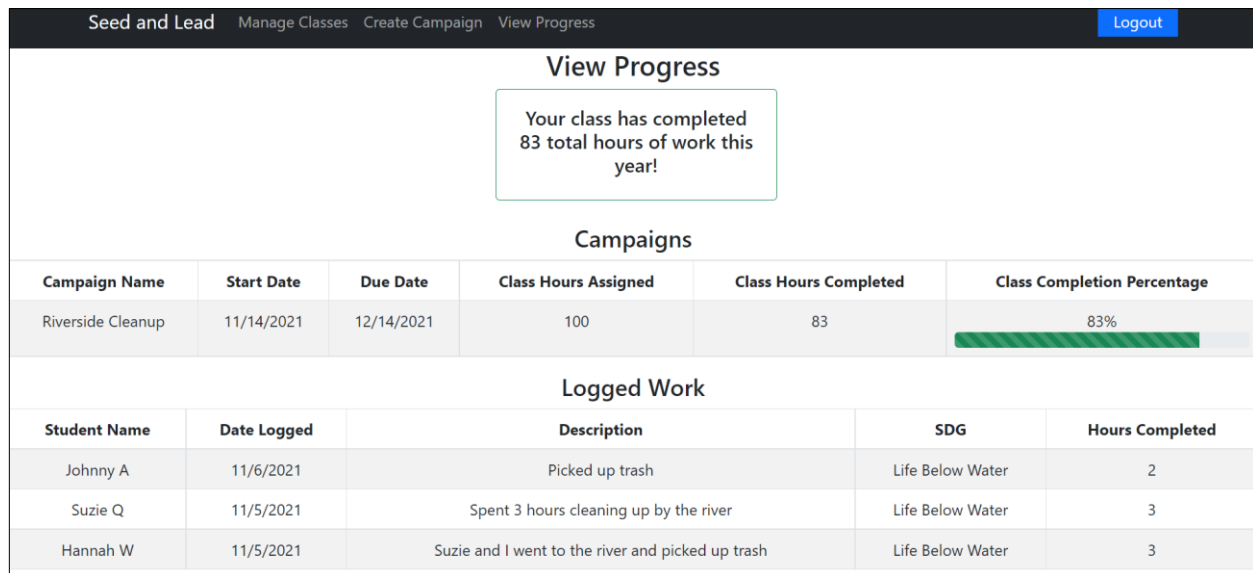 Seed and Lead Manage Classes Create Campaign View Progress Logout
View Progress
Your class has completed
83 total hours of work this
year!
Campaigns
Campaign Name Start Date Due Date Class Hours Assigned Class Hours Completed Class Completion Percentage
Riverside Cleanup 11/14/2021 12/14/2021 100 83 83%
Logged Work
Student Name Date Logged Description SDG Hours Completed
Johnny A 11/6/2021 Picked up trash Life Below Water 2
Suzie Q 11/5/2021 Spent 3 hours cleaning up by the river Life Below Water 3
Hannah W 11/5/2021 Suzie and I went to the river and picked up trash Life Below Water 3